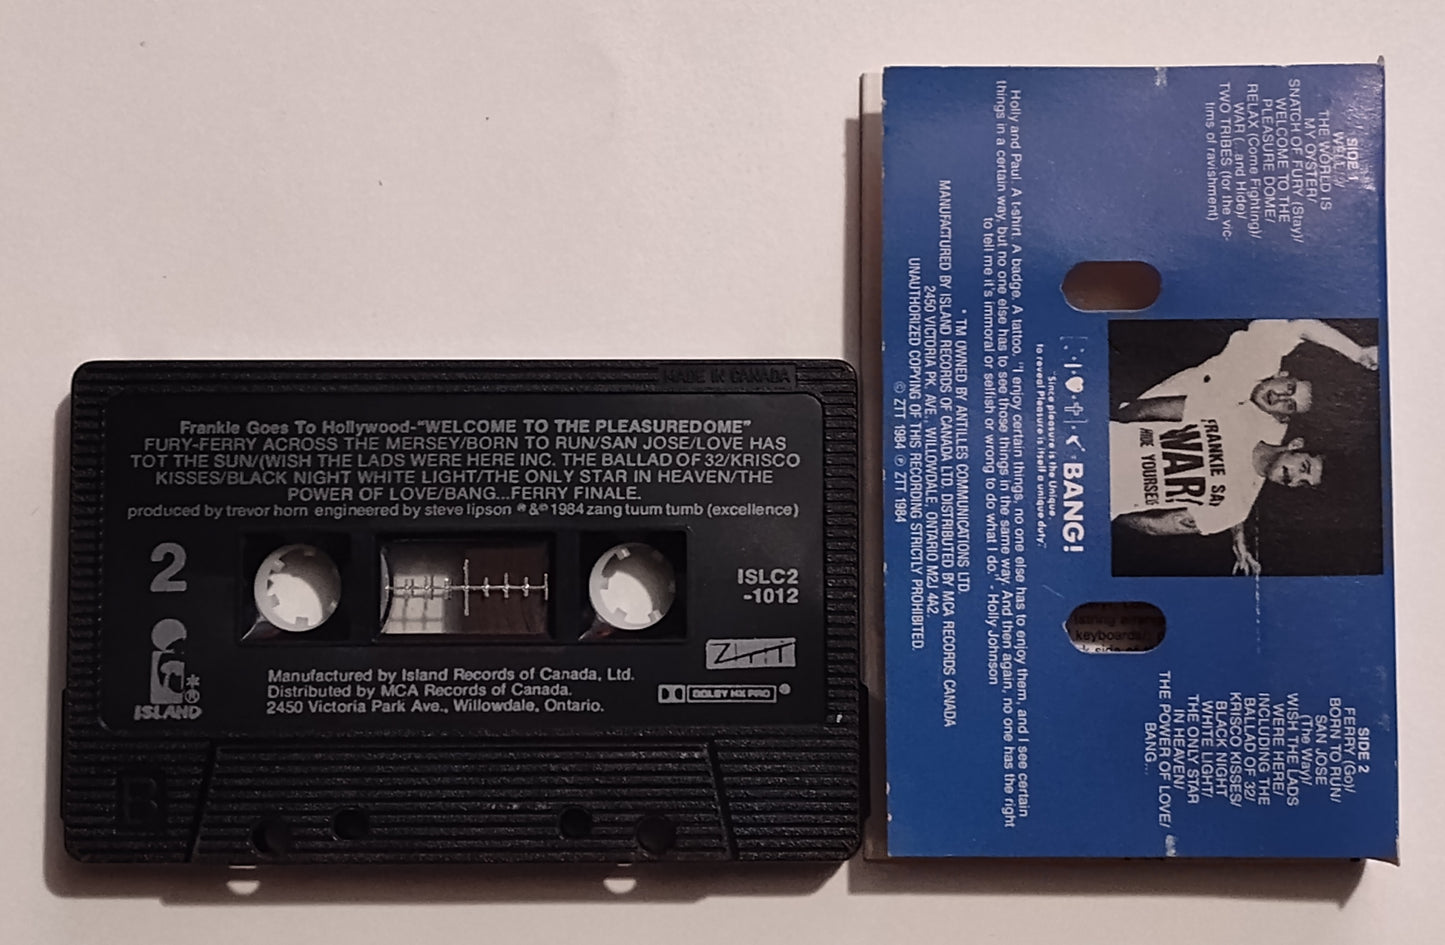 MADE IN CANADA
Frankie Goes To Hollywood-"WELCOME TO THE PLEASUREDOME"
FURY-FERRY ACROSS THE MERSEY/BORN TO RUN/SAN JOSE/LOVE HAS
TOT THE SUN/(WISH THE LADS WERE HERE INC. THE BALLAD OF 32/KRISCO
KISSES/BLACK NIGHT WHITE LIGHT/THE ONLY STAR IN HEAVEN/THE
POWER OF LOVE/BANG...FERRY FINALE.
produced by trevor horn engineered by steve lipson ℗ &© 1984 zang tuum tumb (excellence)
2
ISLC2
-1012
*
®
ISLAND
Manufactured by Island Records of Canada, Ltd.
Distributed by MCA Records of Canada.
2450 Victoria Park Ave., Willowdale, Ontario.
ZTT
DOLBY HX PRO
B
SIDE 1
WELL...//
THE WORLD IS
MY OYSTER/
SNATCH OF FURY (Stay)/
WELCOME TO THE
PLEASURE DOME/
RELAX (Come Fighting)/
WAR (...and Hide)/
TWO TRIBES (for the vic-
tims of ravishment)
FRANKIE SAY
WAR!
HIDE YOURSELF
SIDE 2
FERRY (Go)/
BORN TO RUN/
SAN JOSE
(The Way)/
WISH THE LADS
WERE HERE/
INCLUDING THE
BALLAD OF 32/
KRISCO KISSES/
BLACK NIGHT
WHITE LIGHT/
THE ONLY STAR
IN HEAVEN/
THE POWER OF LOVE/
BANG...
BANG!
"Since pleasure is the Unique
to reveal Pleasure is itself a unique duty".
Holly and Paul. A t-shirt. A badge. A tattoo. "I enjoy certain things, no one else has to enjoy them, and I see certain
things in a certain way, but no one else has to see those things in the same way. And then again, no one has the right
to tell me it's immoral or selfish or wrong to do what I do." - Holly Johnson
* TM OWNED BY ANTILLES COMMUNICATIONS LTD.
MANUFACTURED BY ISLAND RECORDS OF CANADA LTD. DISTRIBUTED BY MCA RECORDS CANADA
2450 VICTORIA PK. AVE., WILLOWDALE, ONTARIO M2J 4A2.
UNAUTHORIZED COPYING OF THIS RECORDING STRICTLY PROHIBITED.
© ZTT 1984 ℗ ZTT 1984
keyboards/